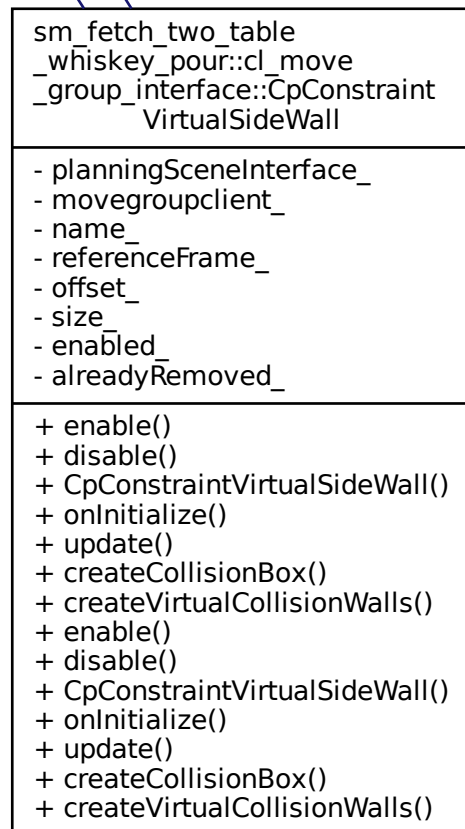 sm_fetch_two_table
_whiskey_pour::cl_move
_group_interface::CpConstraint
VirtualSideWall
- planningSceneInterface_
- movegroupclient_
- name_
- referenceFrame_
- offset_
- size_
- enabled_
- alreadyRemoved_
+ enable()
+ disable()
+ CpConstraintVirtualSideWall()
+ onInitialize()
+ update()
+ createCollisionBox()
+ createVirtualCollisionWalls()
+ enable()
+ disable()
+ CpConstraintVirtualSideWall()
+ onInitialize()
+ update()
+ createCollisionBox()
+ createVirtualCollisionWalls()